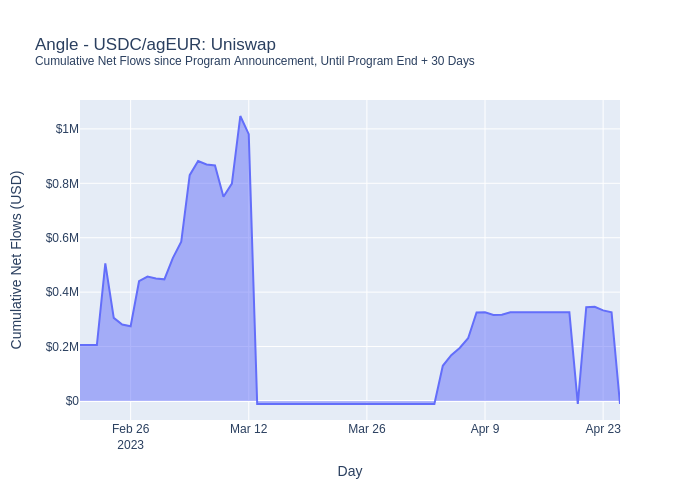 Angle - USDC/agEUR: Uniswap
Cumulative Net Flows since Program Announcement, Until Program End + 30 Days
Cumulative Net Flows (USD)
$1M
$0.8M
$0.6M
$0.4M
$0.2M
$0
Feb 26
2023
Mar 12
Mar 26
Apr 9
Apr 23
Day